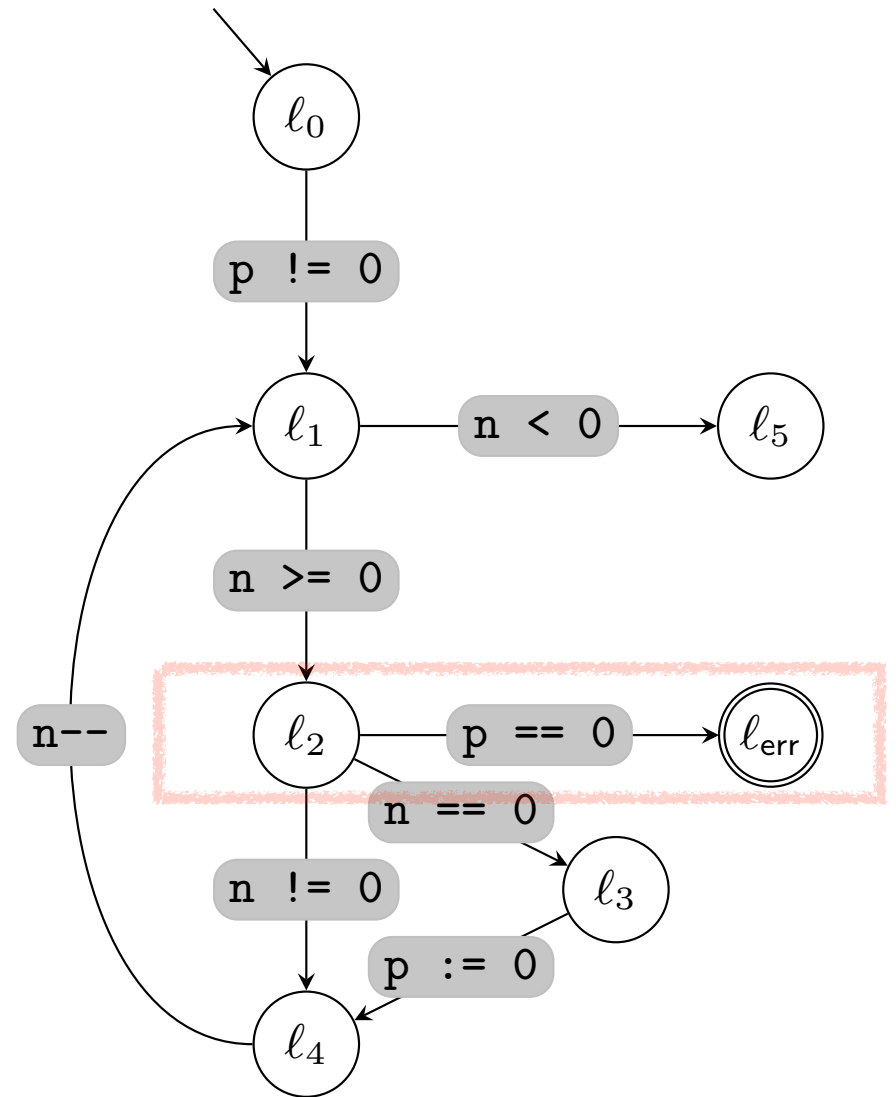 ℓ0
p != 0
ℓ1
n < 0
ℓ5
n >= 0
ℓ2
p == 0
ℓerr
n--
n == 0
n != 0
ℓ3
p := 0
ℓ4